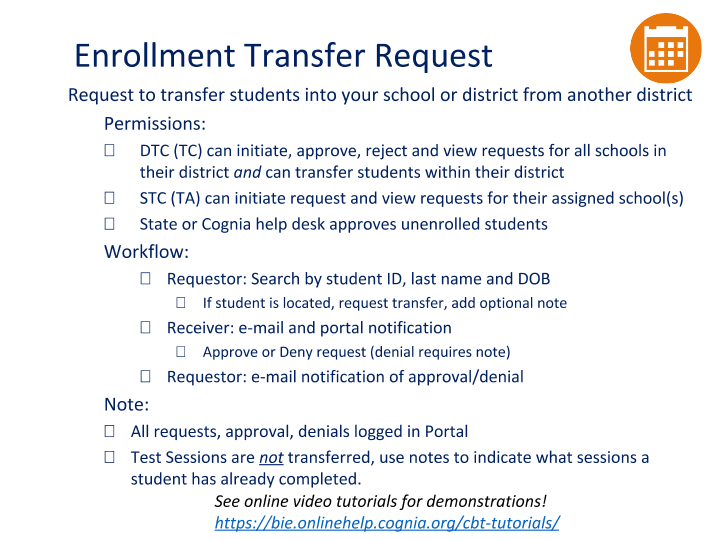 Enrollment Transfer Request
Request to transfer students into your school or district from another district
Permissions:
DTC (TC) can initiate, approve, reject and view requests for all schools in
their district and can transfer students within their district
STC (TA) can initiate request and view requests for their assigned school(s)
State or Cognia help desk approves unenrolled students
Workflow:
Requestor: Search by student ID, last name and DOB
If student is located, request transfer, add optional note
Receiver: e-mail and portal notification
Approve or Deny request (denial requires note)
Requestor: e-mail notification of approval/denial
Note:
All requests, approval, denials logged in Portal
Test Sessions are not transferred, use notes to indicate what sessions a
student has already completed.
See online video tutorials for demonstrations!
https://bie.onlinehelp.cognia.org/cbt-tutorials/